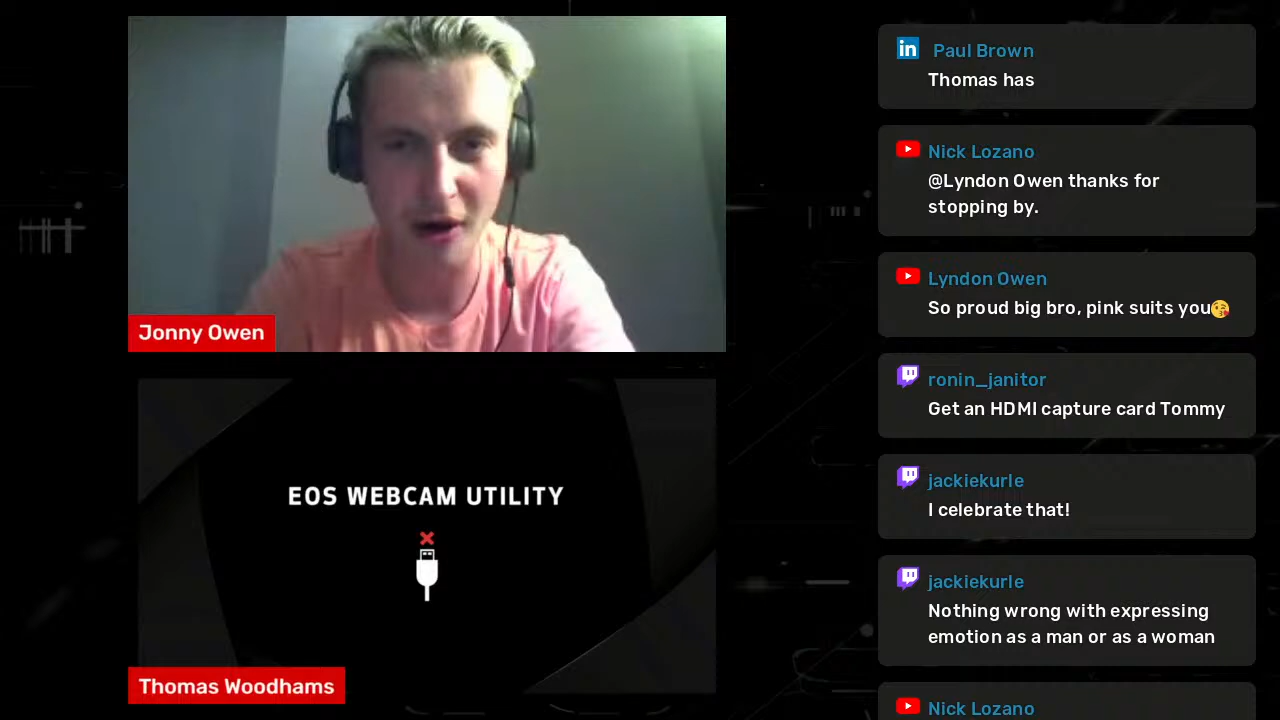 Jonny Owen
EOS WEBCAM UTILITY
Thomas Woodhams
in Paul Brown
Thomas has
Nick Lozano
@Lyndon Owen thanks for
stopping by.
Lyndon Owen
So proud big bro, pink suits you😘
ronin_janitor
Get an HDMI capture card Tommy
jackiekurle
I celebrate that!
jackiekurle
Nothing wrong with expressing
emotion as a man or as a woman
Nick Lozano